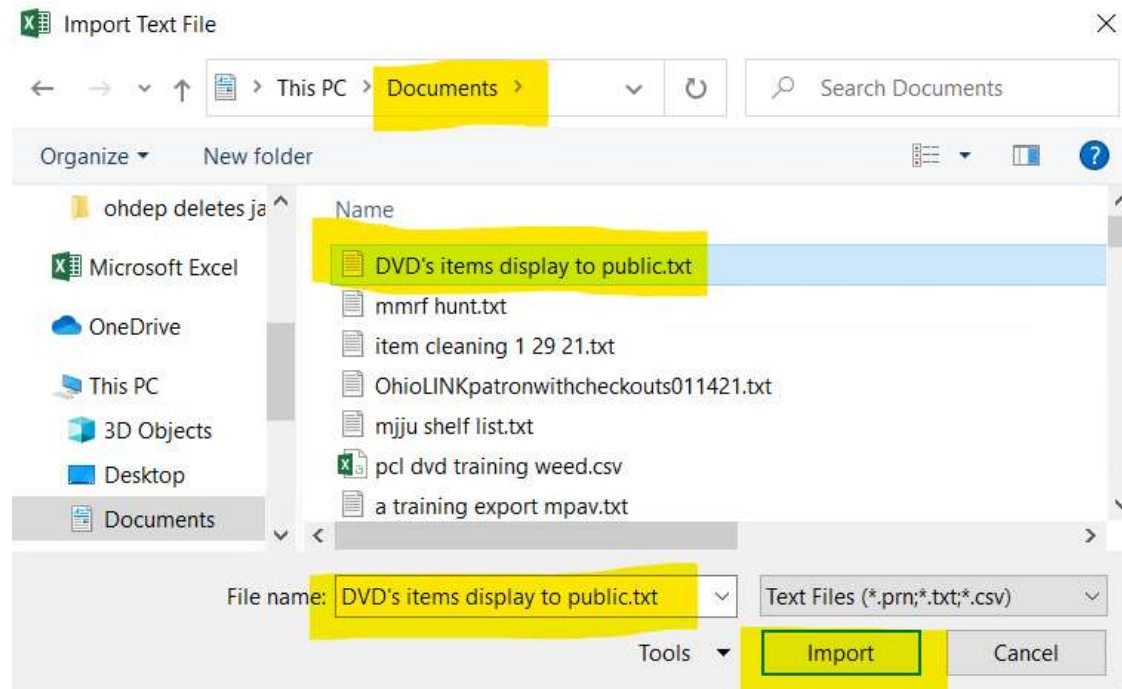 Import Text File
This PC > Documents >
Search Documents
Organize
New folder
ohdep deletes ja
Microsoft Excel
OneDrive
This PC
3D Objects
Desktop
Documents
Name
DVD's items display to public.txt
mmrf hunt.txt
item cleaning 1 29 21.txt
OhioLINKpatronwithcheckouts011421.txt
mjju shelf list.txt
pcl dvd training weed.csv
a training export mpav.txt
File name: DVD's items display to public.txt
Text Files (*.prn;*.txt;*.csv)
Tools
Import
Cancel